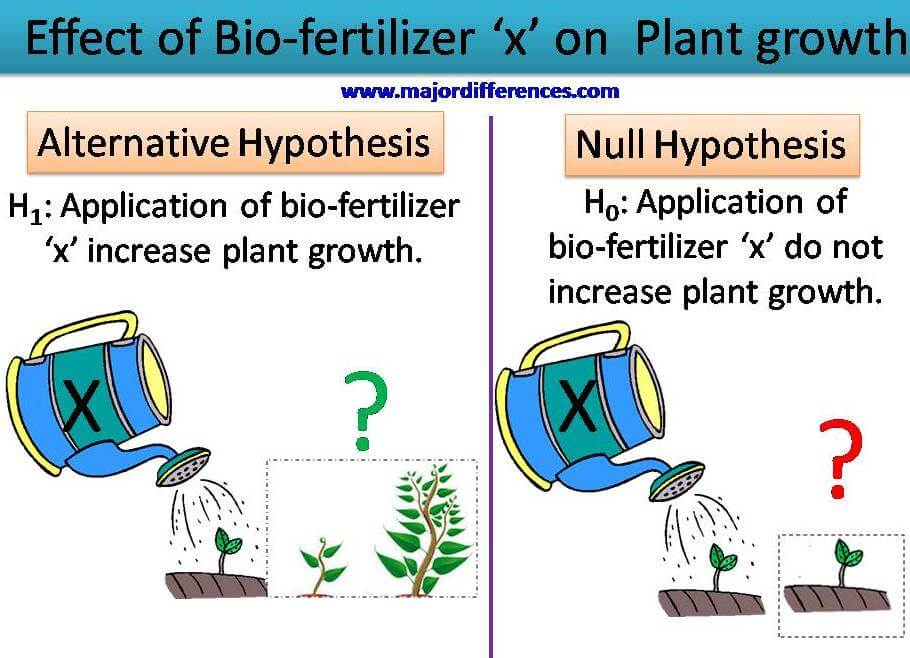 Effect of Bio-fertilizer ‘x’ on Plant growth
www.majordifferences.com
Alternative Hypothesis
H₁: Application of bio-fertilizer
‘x’ increase plant growth.
X
?
Null Hypothesis
H₀: Application of
bio-fertilizer ‘x’ do not
increase plant growth.
X
?